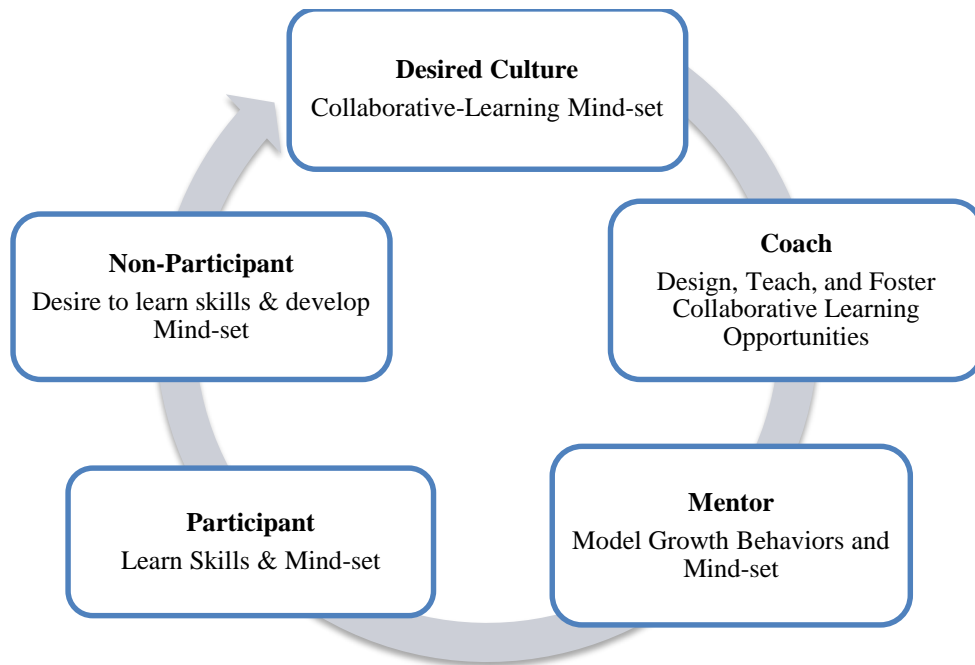 Desired Culture
Collaborative-Learning Mind-set
Coach
Design, Teach, and Foster
Collaborative Learning
Opportunities
Mentor
Model Growth Behaviors and
Mind-set
Participant
Learn Skills & Mind-set
Non-Participant
Desire to learn skills & develop
Mind-set